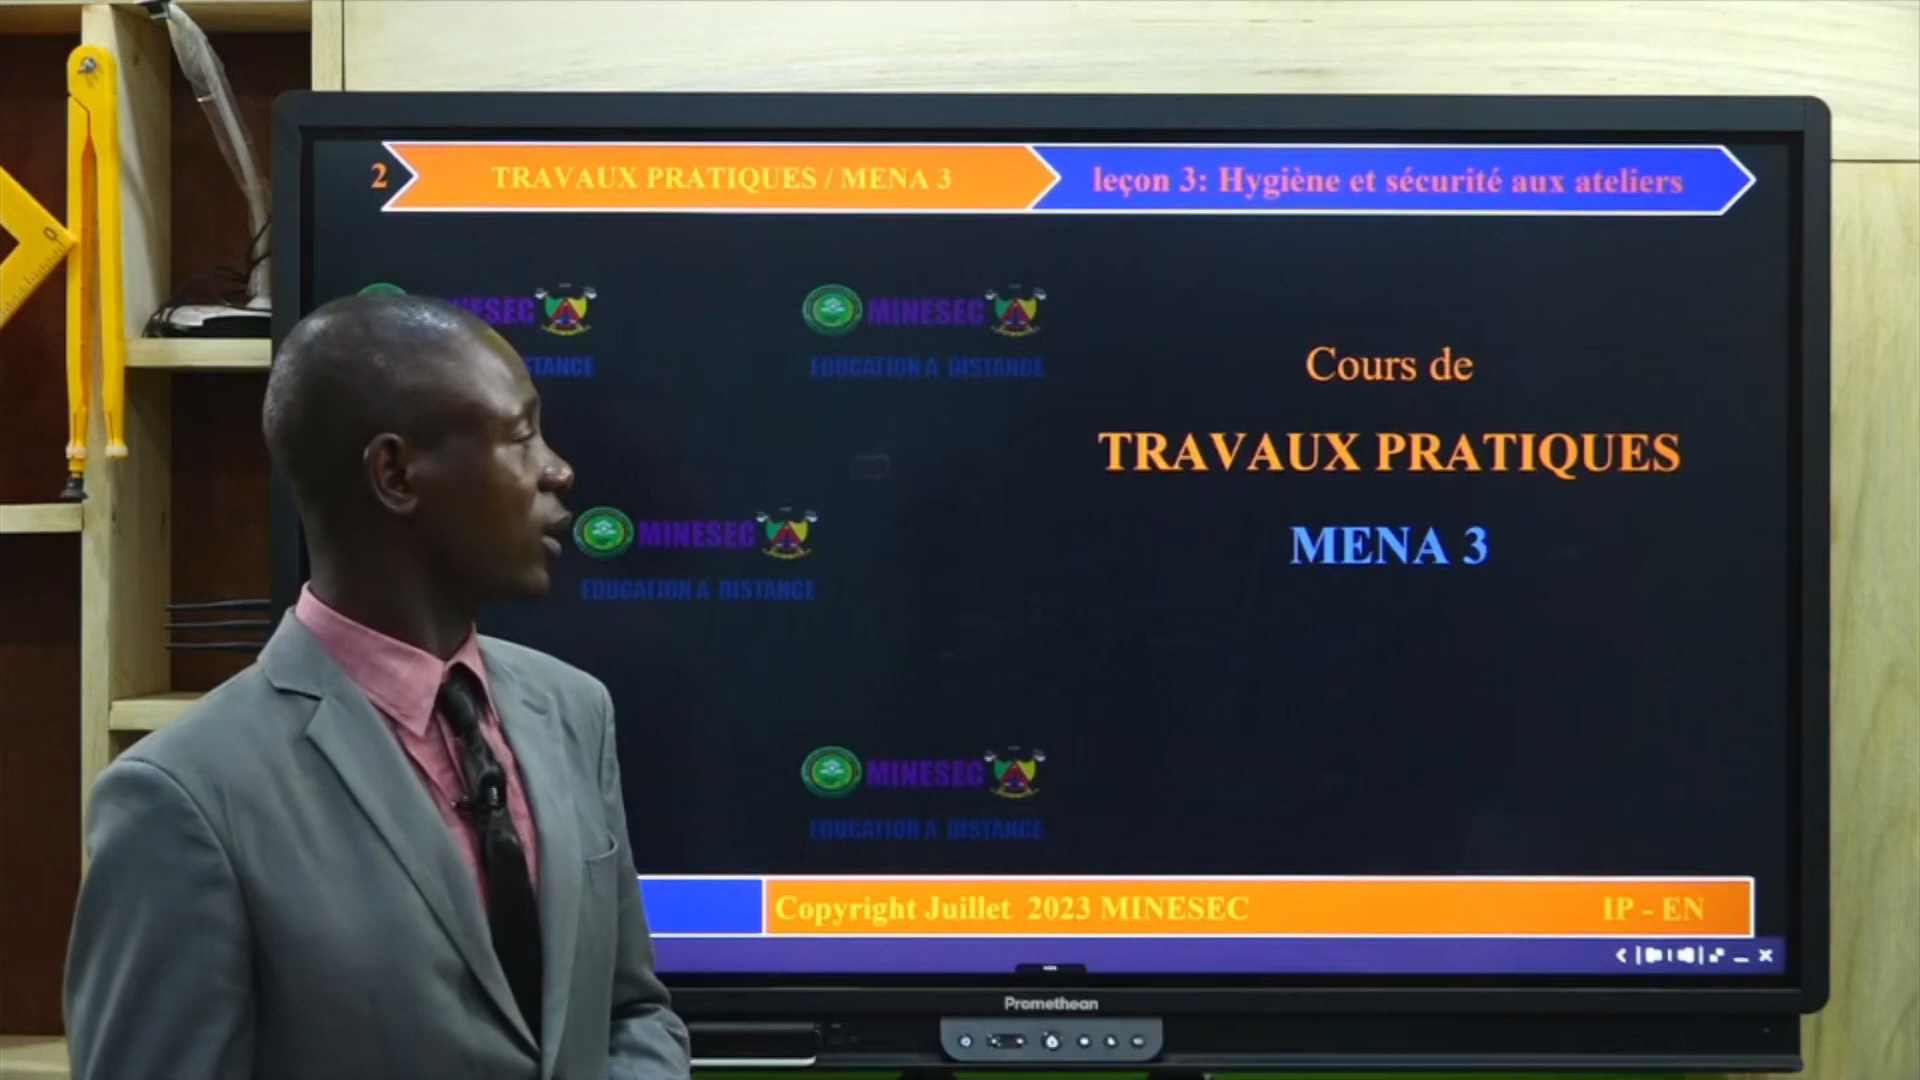 2
TRAVAUX PRATIQUES / MENA 3
leçon 3: Hygiène et sécurité aux ateliers
MINESEC
EDUCATION A DISTANCE
Cours de
TRAVAUX PRATIQUES
MENA 3
MINESEC
EDUCATION A DISTANCE
MINESEC
EDUCATION A DISTANCE
Copyright Juillet 2023 MINESEC
IP - EN
Promethean
0